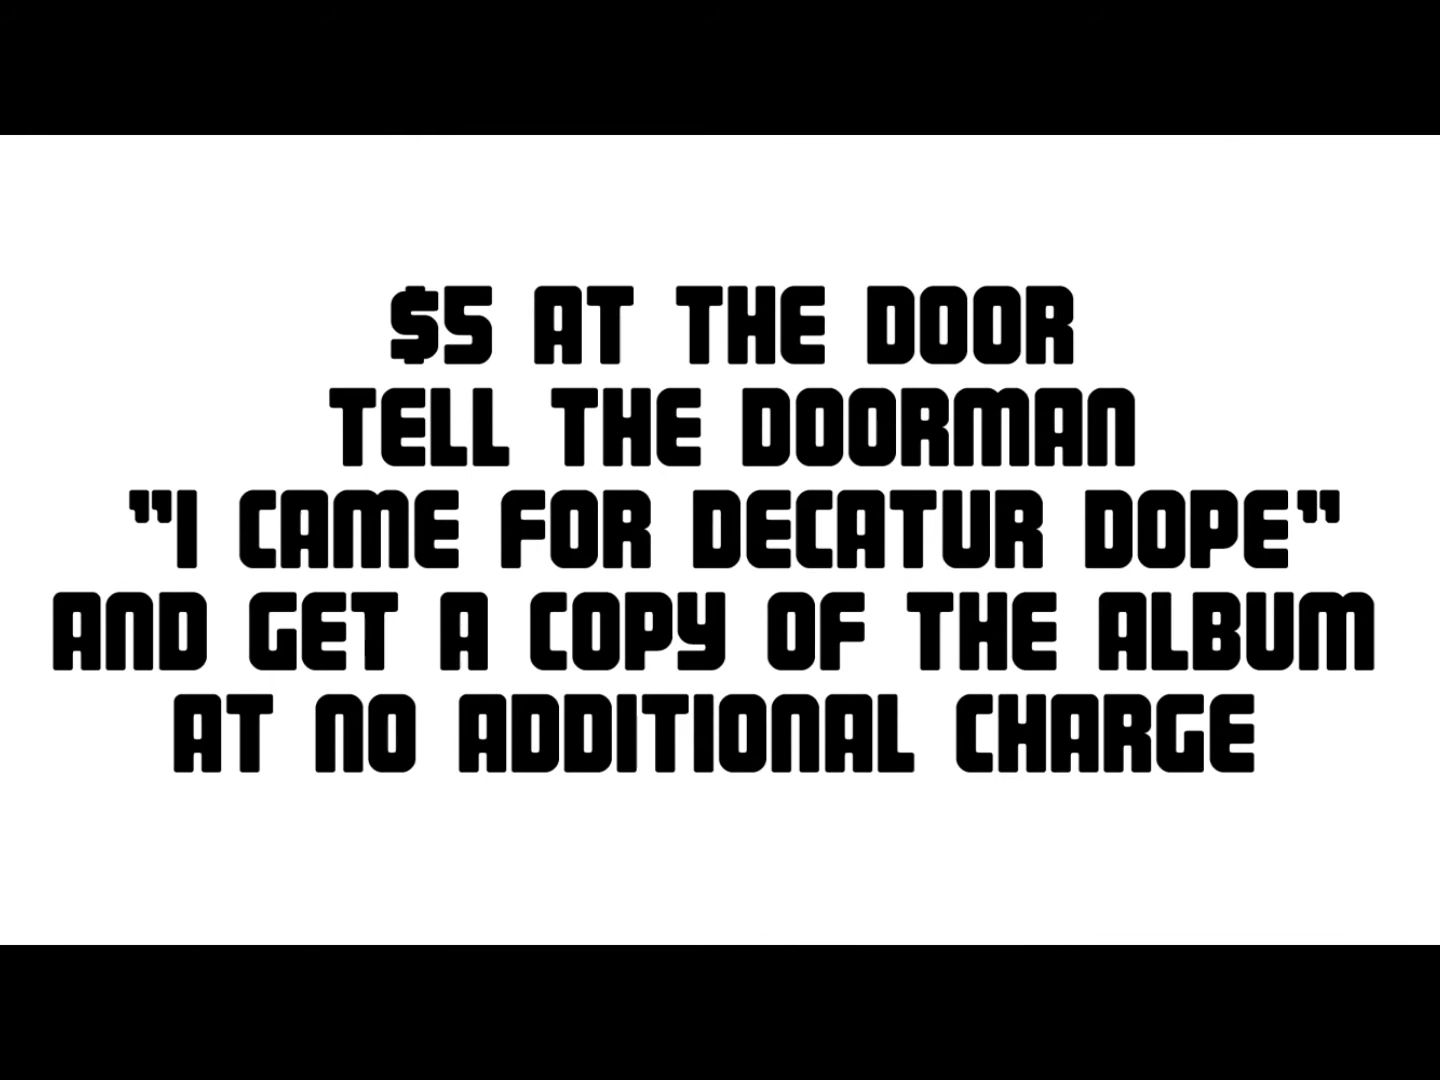 $5 AT THE DOOR
TELL THE DOORMAN
"I CAME FOR DECATUR DOPE"
AND GET A COPY OF THE ALBUM
AT NO ADDITIONAL CHARGE